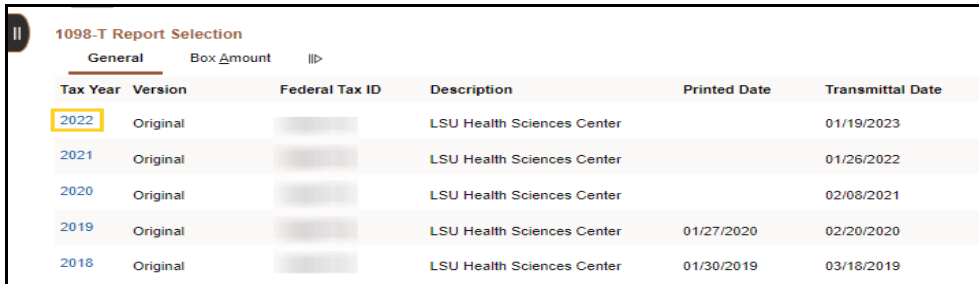 1098-T Report Selection
General Box Amount
Tax Year Version Federal Tax ID Description Printed Date Transmittal Date
2022 Original LSU Health Sciences Center 01/19/2023
2021 Original LSU Health Sciences Center 01/26/2022
2020 Original LSU Health Sciences Center 02/08/2021
2019 Original LSU Health Sciences Center 01/27/2020 02/20/2020
2018 Original LSU Health Sciences Center 01/30/2019 03/18/2019